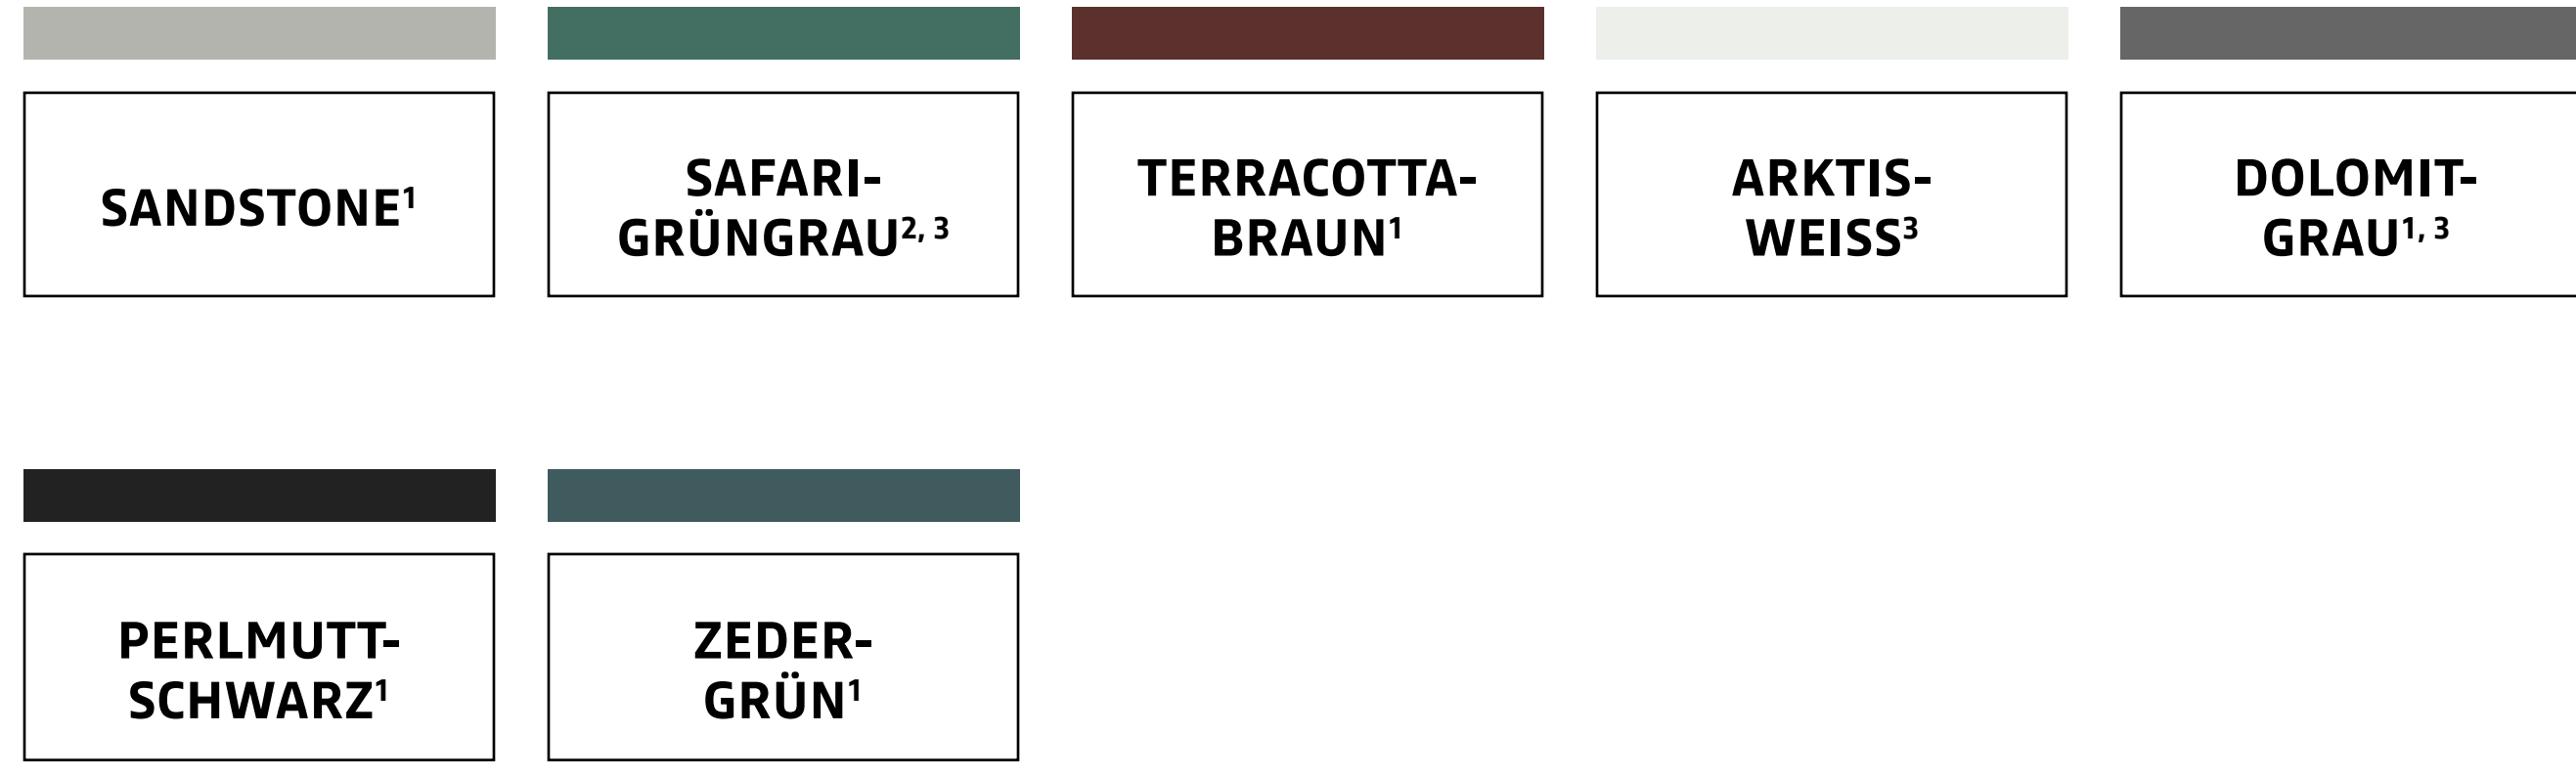 SANDSTONE¹
SAFARI-
GRÜNGRAU², ³
TERRACOTTA-
BRAUN¹
ARKTIS-
WEISS³
DOLOMIT-
GRAU¹, ³
PERLMUTT-
SCHWARZ¹
ZEDER-
GRÜN¹